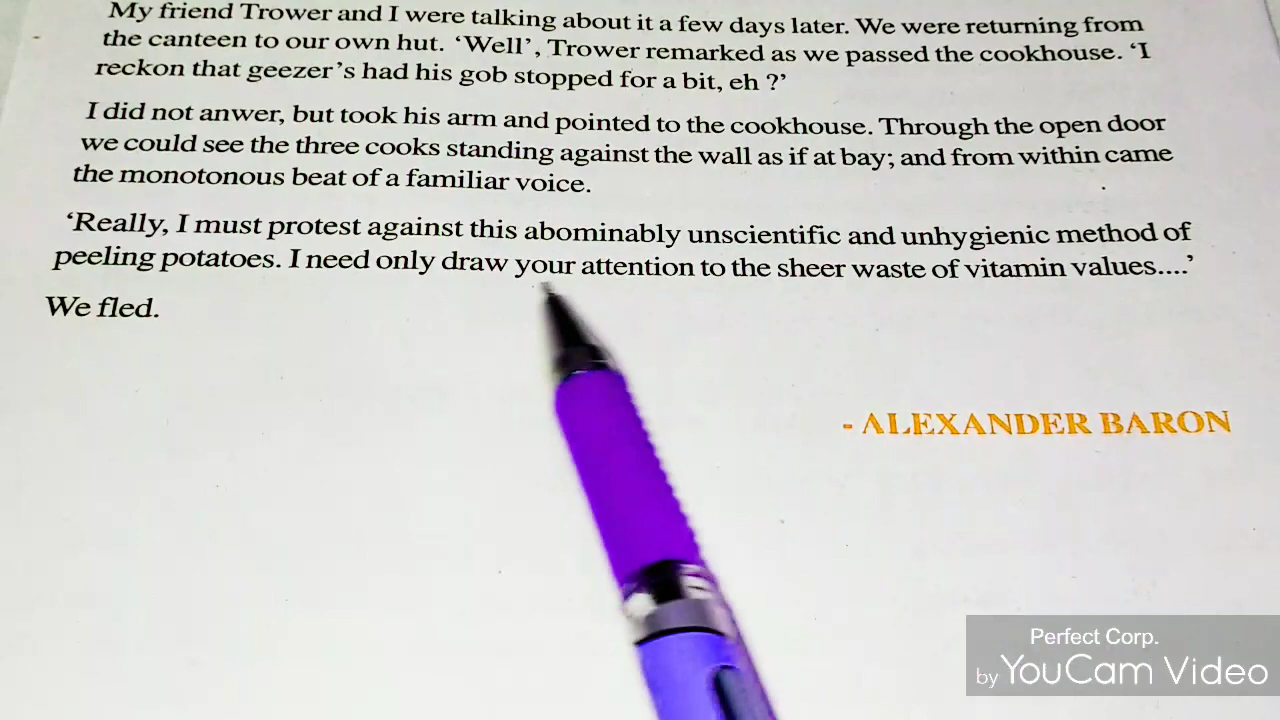 My friend Trower and I were talking about it a few days later. We were returning from
the canteen to our own hut. ‘Well’, Trower remarked as we passed the cookhouse. ‘I
reckon that geezer’s had his gob stopped for a bit, eh ?’
I did not anwer, but took his arm and pointed to the cookhouse. Through the open door
we could see the three cooks standing against the wall as if at bay; and from within came
the monotonous beat of a familiar voice.
‘Really, I must protest against this abominably unscientific and unhygienic method of
peeling potatoes. I need only draw your attention to the sheer waste of vitamin values....’
We fled.
- ALEXANDER BARON
Perfect Corp.
by YouCam Video